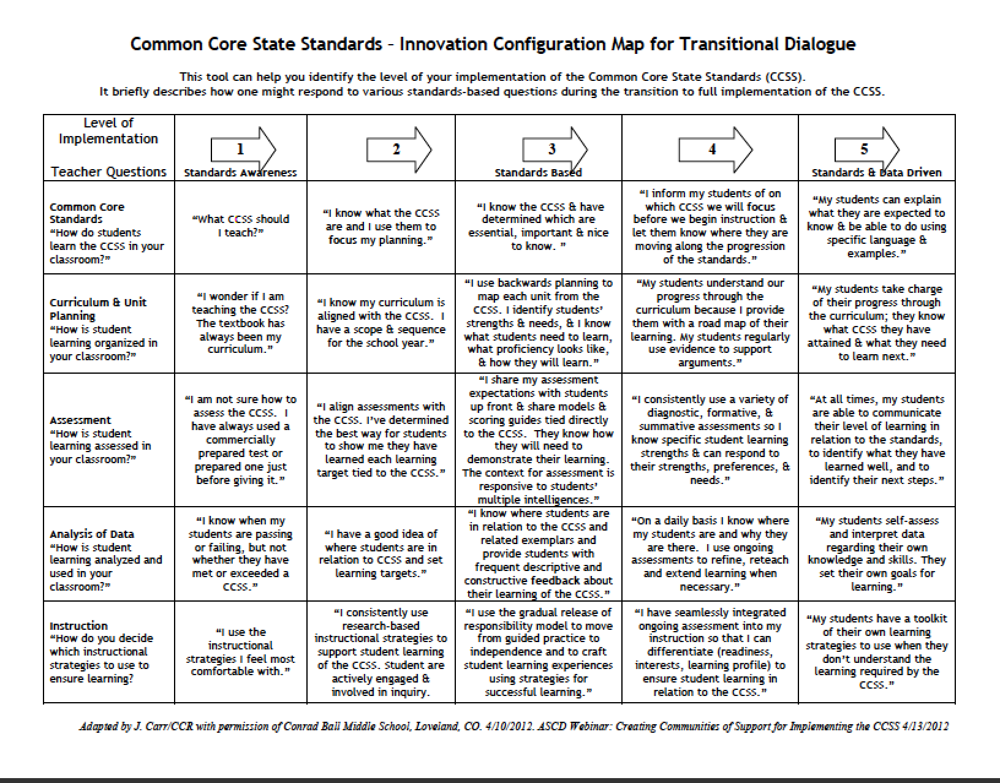 Common Core State Standards – Innovation Configuration Map for Transitional Dialogue
This tool can help you identify the level of your implementation of the Common Core State Standards (CCSS).
It briefly describes how one might respond to various standards-based questions during the transition to full implementation of the CCSS.
Level of
Implementation
Teacher Questions
1
Standards Awareness
2
3
Standards Based
4
5
Standards & Data Driven
Common Core
Standards
“How do students
learn the CCSS in your
classroom?”
“What CCSS should
I teach?”
“I know what the CCSS
are and I use them to
focus my planning.”
“I know the CCSS & have
determined which are
essential, important & nice
to know. ”
“I inform my students of on
which CCSS we will focus
before we begin instruction &
let them know where they are
moving along the progression
of the standards.”
“My students can explain
what they are expected to
know & be able to do using
specific language &
examples.”
Curriculum & Unit
Planning
“How is student
learning organized in
your classroom?”
“I wonder if I am
teaching the CCSS?
The textbook has
always been my
curriculum.”
“I know my curriculum is
aligned with the CCSS.  I
have a scope & sequence
for the school year.”
“I use backwards planning to
map each unit from the
CCSS. I identify students’
strengths & needs, & I know
what students need to learn,
what proficiency looks like,
& how they will learn.”
“My students understand our
progress through the
curriculum because I provide
them with a road map of their
learning. My students regularly
use evidence to support
arguments.”
“My students take charge
of their progress through
the curriculum; they know
what CCSS they have
attained & what they need
to learn next.”
Assessment
“How is student
learning assessed in
your classroom?”
“I am not sure how to
assess the CCSS.  I
have always used a
commercially
prepared test or
prepared one just
before giving it.”
“I align assessments with
the CCSS. I’ve determined
the best way for students
to show me they have
learned each learning
target tied to the CCSS.”
“I share my assessment
expectations with students
up front & share models &
scoring guides tied directly
to the CCSS.  They know how
they will need to
demonstrate their learning.
The context for assessment is
responsive to students’
multiple intelligences.”
“I consistently use a variety of
diagnostic, formative, &
summative assessments so I
know specific student learning
strengths & can respond to
their strengths, preferences, &
needs.”
“At all times, my students
are able to communicate
their level of learning in
relation to the standards,
to identify what they have
learned well, and to
identify their next steps.”
Analysis of Data
“How is student
learning analyzed and
used in your
classroom?”
“I know when my
students are passing
or failing, but not
whether they have
met or exceeded a
CCSS.”
“I have a good idea of
where students are in
relation to CCSS and set
learning targets.”
“I know where students are
in relation to the CCSS and
related exemplars and
provide students with
frequent descriptive and
constructive feedback about
their learning of the CCSS.”
“On a daily basis I know where
my students are and why they
are there.  I use ongoing
assessments to refine, reteach
and extend learning when
necessary.”
“My students self-assess
and interpret data
regarding their own
knowledge and skills. They
set their own goals for
learning.”
Instruction
“How do you decide
which instructional
strategies to use to
ensure learning?
“I use the
instructional
strategies I feel most
comfortable with.”
“I consistently use
research-based
instructional strategies to
support student learning
of the CCSS. Student are
actively engaged &
involved in inquiry.
“I use the gradual release of
responsibility model to move
from guided practice to
independence and to craft
student learning experiences
using strategies for
successful learning.”
“I have seamlessly integrated
ongoing assessment into my
instruction so that I can
differentiate (readiness,
interests, learning profile) to
ensure student learning in
relation to the CCSS.”
“My students have a toolkit
of their own learning
strategies to use when they
don’t understand the
learning required by the
CCSS.”
Adapted by J. Carr/CCR with permission of Conrad Ball Middle School, Loveland, CO. 4/10/2012. ASCD Webinar: Creating Communities of Support for Implementing the CCSS 4/13/2012